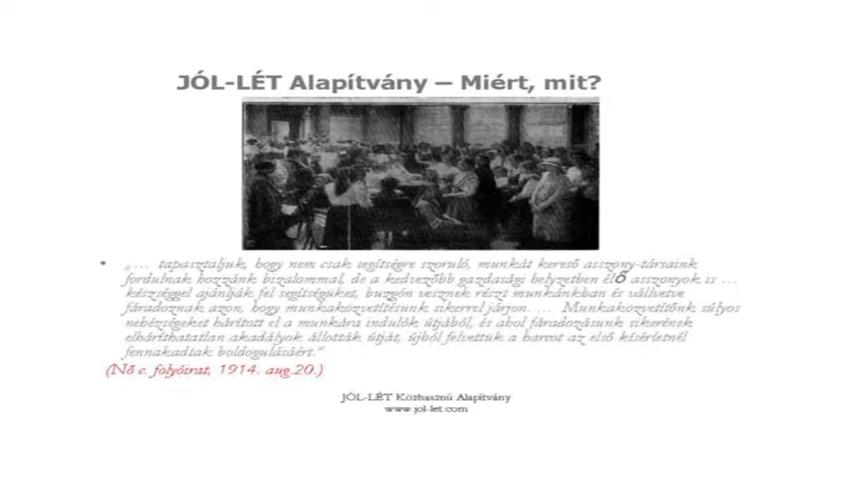 JÓL-LÉT Alapítvány – Miért, mit?
• „… tapasztaljuk, hogy nem csak segítségre szoruló, munkát kereső asszony-társaink
fordulnak hozzánk bizalommal, de a kedvezőbb gazdasági helyzetben élő asszonyok is …
készséggel ajánlják fel segítségüket, buzgón vesznek részt munkánkban és vállvetve
fáradoznak azon, hogy munkaközvetítésünk sikerrel járjon. … Munkaközvetítőnk súlyos
nehézségeket hárított el a munkára indulók útjából, és ahol fáradozásunk sikerének
elháríthatatlan akadályok állották útját, újból felvettük a harcot az első kísérletnél
fennakadtak boldogulásáért.”
(Nő c. folyóirat, 1914. aug.20.)
JÓL-LÉT Közhasznú Alapítvány
www.jol-let.com